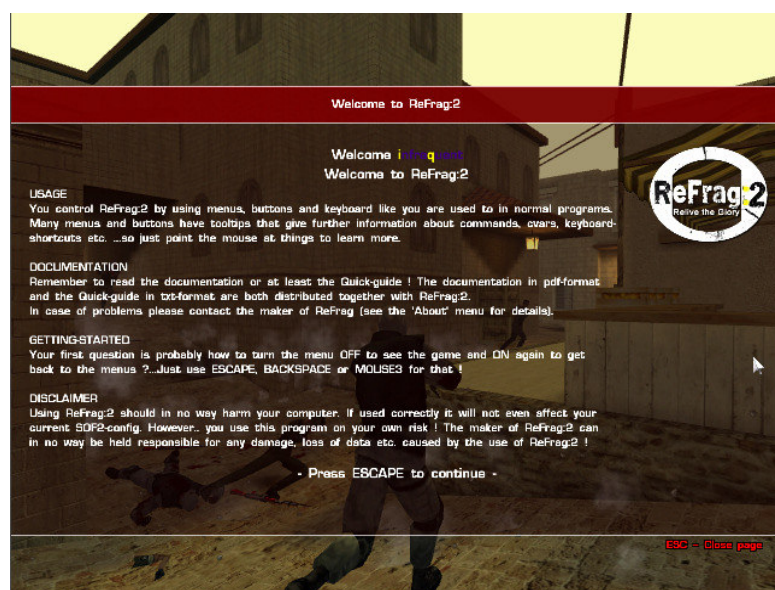 Welcome to ReFrag:2
Welcome
Welcome to ReFrag:2
ReFrag:2
Relive the Glory
USAGE
You control ReFrag:2 by using menus, buttons and keyboard like you are used to in normal programs.
Many menus and buttons have tooltips that give further information about commands, cvars, keyboard-
shortcuts etc. ...so just point the mouse at things to learn more.
DOCUMENTATION
Remember to read the documentation or at least the Quick-guide ! The documentation in pdf-format
and the Quick-guide in txt-format are both distributed together with ReFrag:2.
In case of problems please contact the maker of ReFrag (see the 'About' menu for details).
GETTING-STARTED
Your first question is probably how to turn the menu OFF to see the game and ON again to get
back to the menus ?...Just use ESCAPE, BACKSPACE or MOUSE3 for that !
DISCLAIMER
Using ReFrag:2 should in no way harm your computer. If used correctly it will not even affect your
current SOF2-config. However.. you use this program on your own risk ! The maker of ReFrag:2 can
in no way be held responsible for any damage, loss of data etc. caused by the use of ReFrag:2 !
- Press ESCAPE to continue -
ESC - Close page